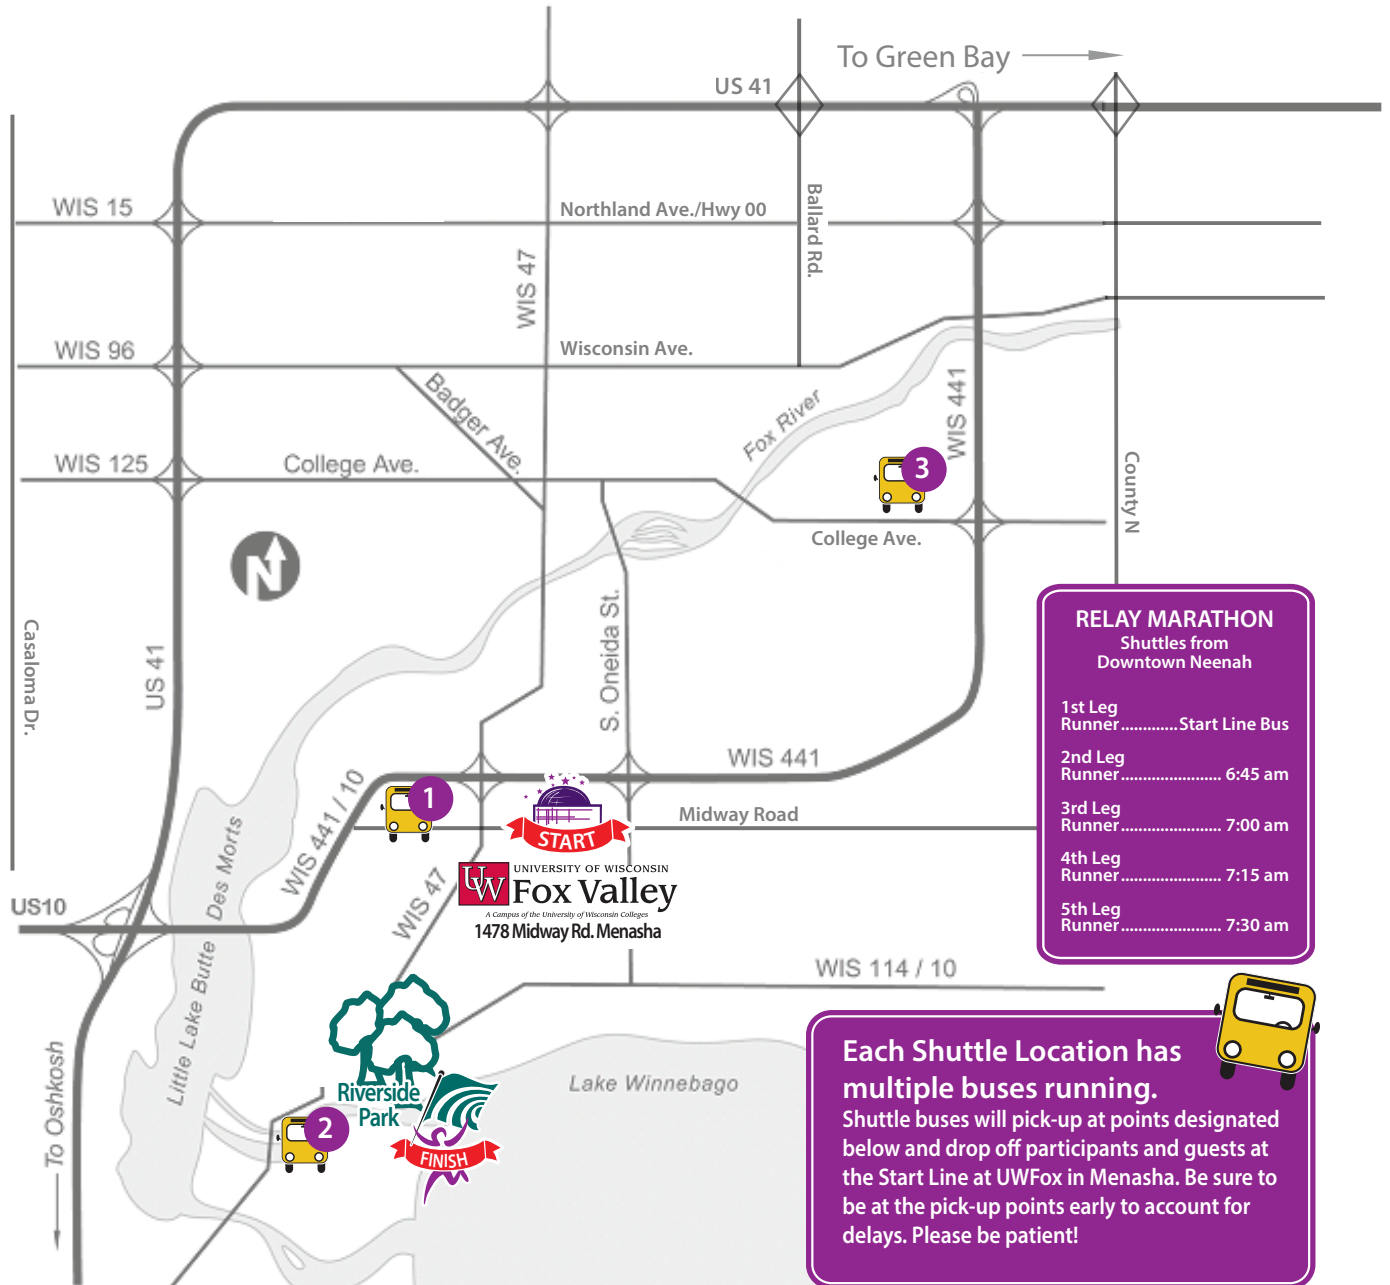 To Green Bay
US 41
WIS 15
Northland Ave./Hwy 00
Ballard Rd.
WIS 47
WIS 96
Wisconsin Ave.
Badger Ave.
Fox River
WIS 441
WIS 125
College Ave.
3
County N
College Ave.
N
Casaloma Dr.
US 41
S. Oneida St.
RELAY MARATHON
Shuttles from
Downtown Neenah
1st Leg
Runner.............Start Line Bus
2nd Leg
Runner....................... 6:45 am
3rd Leg
Runner....................... 7:00 am
4th Leg
Runner....................... 7:15 am
5th Leg
Runner....................... 7:30 am
WIS 441
WIS 441 / 10
1
Midway Road
START
US10
Little Lake Butte Des Morts
WIS 47
UW
UNIVERSITY OF WISCONSIN
Fox Valley
A Campus of the University of Wisconsin Colleges
1478 Midway Rd. Menasha
WIS 114 / 10
To Oshkosh
Riverside
Park
2
FINISH
Lake Winnebago
Each Shuttle Location has
multiple buses running.
Shuttle buses will pick-up at points designated
below and drop off participants and guests at
the Start Line at UWFox in Menasha. Be sure to
be at the pick-up points early to account for
delays. Please be patient!